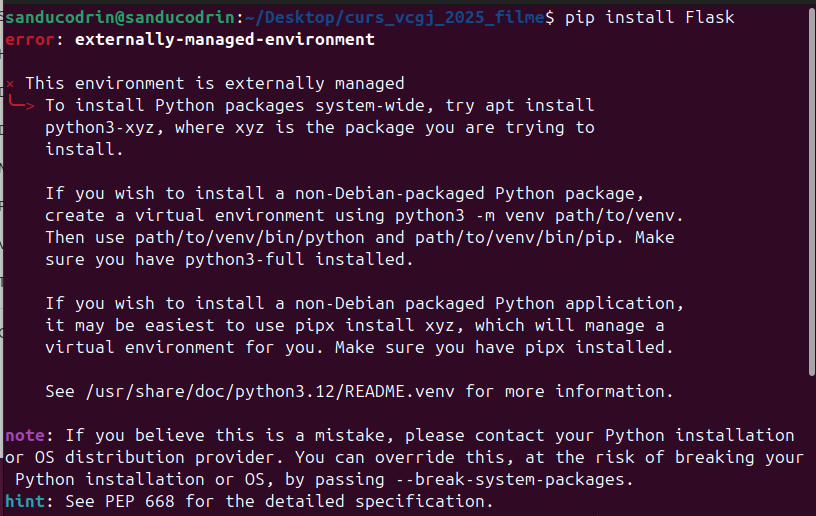 sanducodrin@sanducodrin:~/Desktop/curs_vcgj_2025_filme$ pip install Flask
error: externally-managed-environment
× This environment is externally managed
╰─> To install Python packages system-wide, try apt install
python3-xyz, where xyz is the package you are trying to
install.
If you wish to install a non-Debian-packaged Python package,
create a virtual environment using python3 -m venv path/to/venv.
Then use path/to/venv/bin/python and path/to/venv/bin/pip. Make
sure you have python3-full installed.
If you wish to install a non-Debian packaged Python application,
it may be easiest to use pipx install xyz, which will manage a
virtual environment for you. Make sure you have pipx installed.
See /usr/share/doc/python3.12/README.venv for more information.
note: If you believe this is a mistake, please contact your Python installation
or OS distribution provider. You can override this, at the risk of breaking your
Python installation or OS, by passing --break-system-packages.
hint: See PEP 668 for the detailed specification.